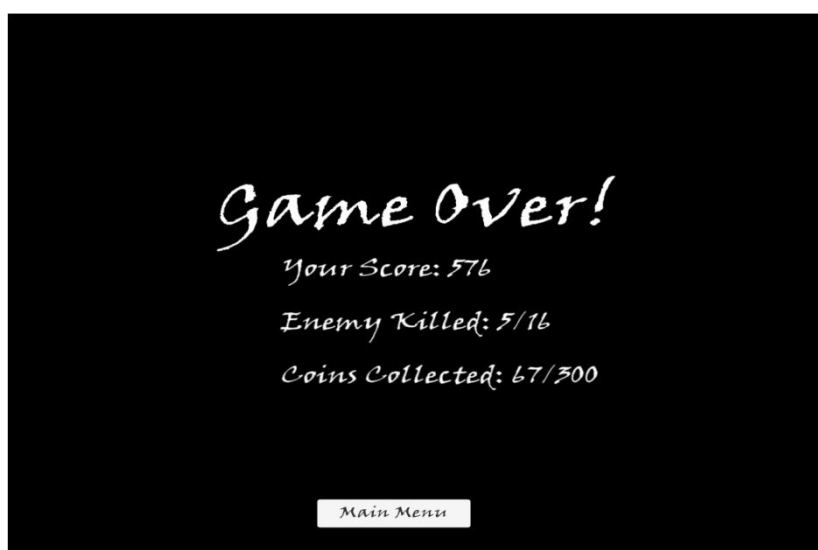 Game Over!
Your Score: 576
Enemy Killed: 5/16
Coins Collected: 67/300
Main Menu